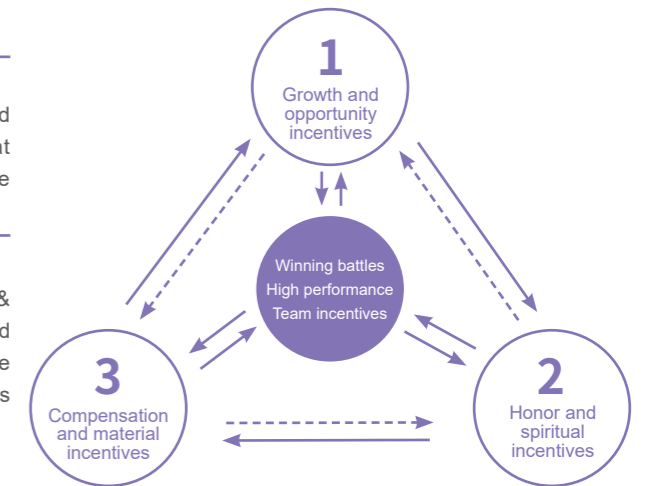 d
at
e
&
d
e
s
1
Growth and
opportunity
incentives
Winning battles
High performance
Team incentives
3
Compensation
and material
incentives
2
Honor and
spiritual
incentives